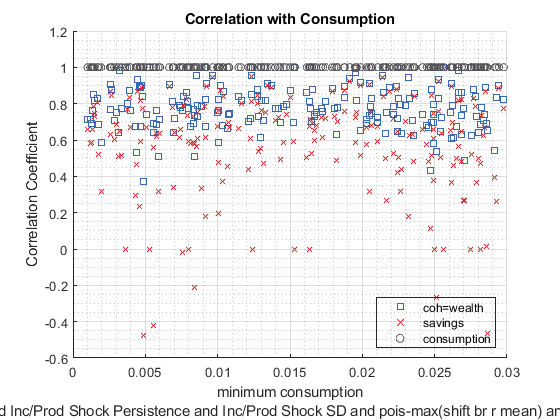 Correlation with Consumption
1.2
1
0.8
0.6
0.4
0.2
0
-0.2
-0.4
-0.6
Correlation Coefficient
coh=wealth
savings
consumption
0 0.005 0.01 0.015 0.02 0.025 0.03
minimum consumption
d Inc/Prod Shock Persistence and Inc/Prod Shock SD and pois-max(shift br r mean) an